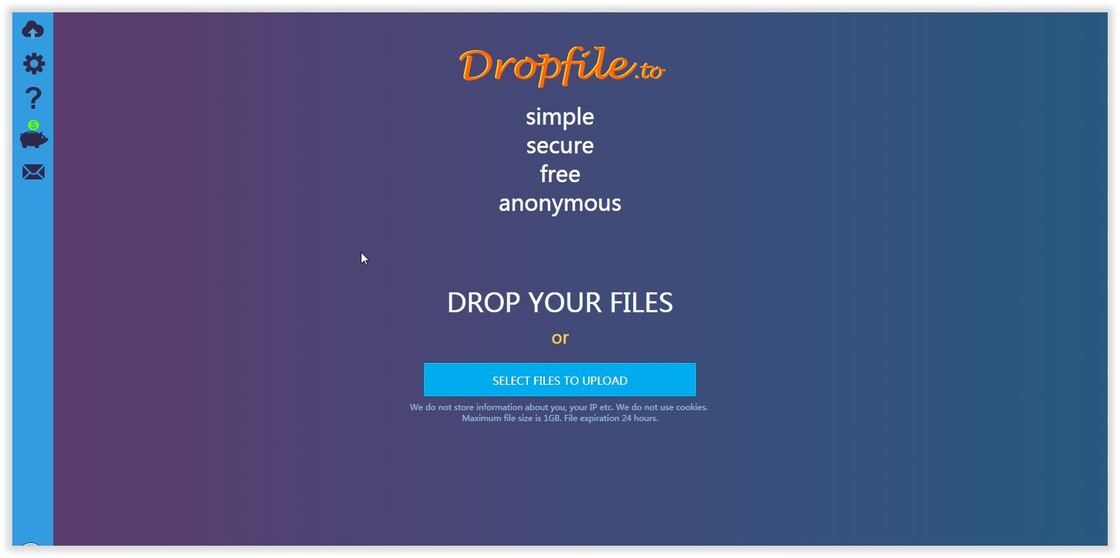 Dropfile.to
simple
secure
free
anonymous
DROP YOUR FILES
or
SELECT FILES TO UPLOAD
We do not store information about you, your IP etc. We do not use cookies.
Maximum file size is 1GB. File expiration 24 hours.